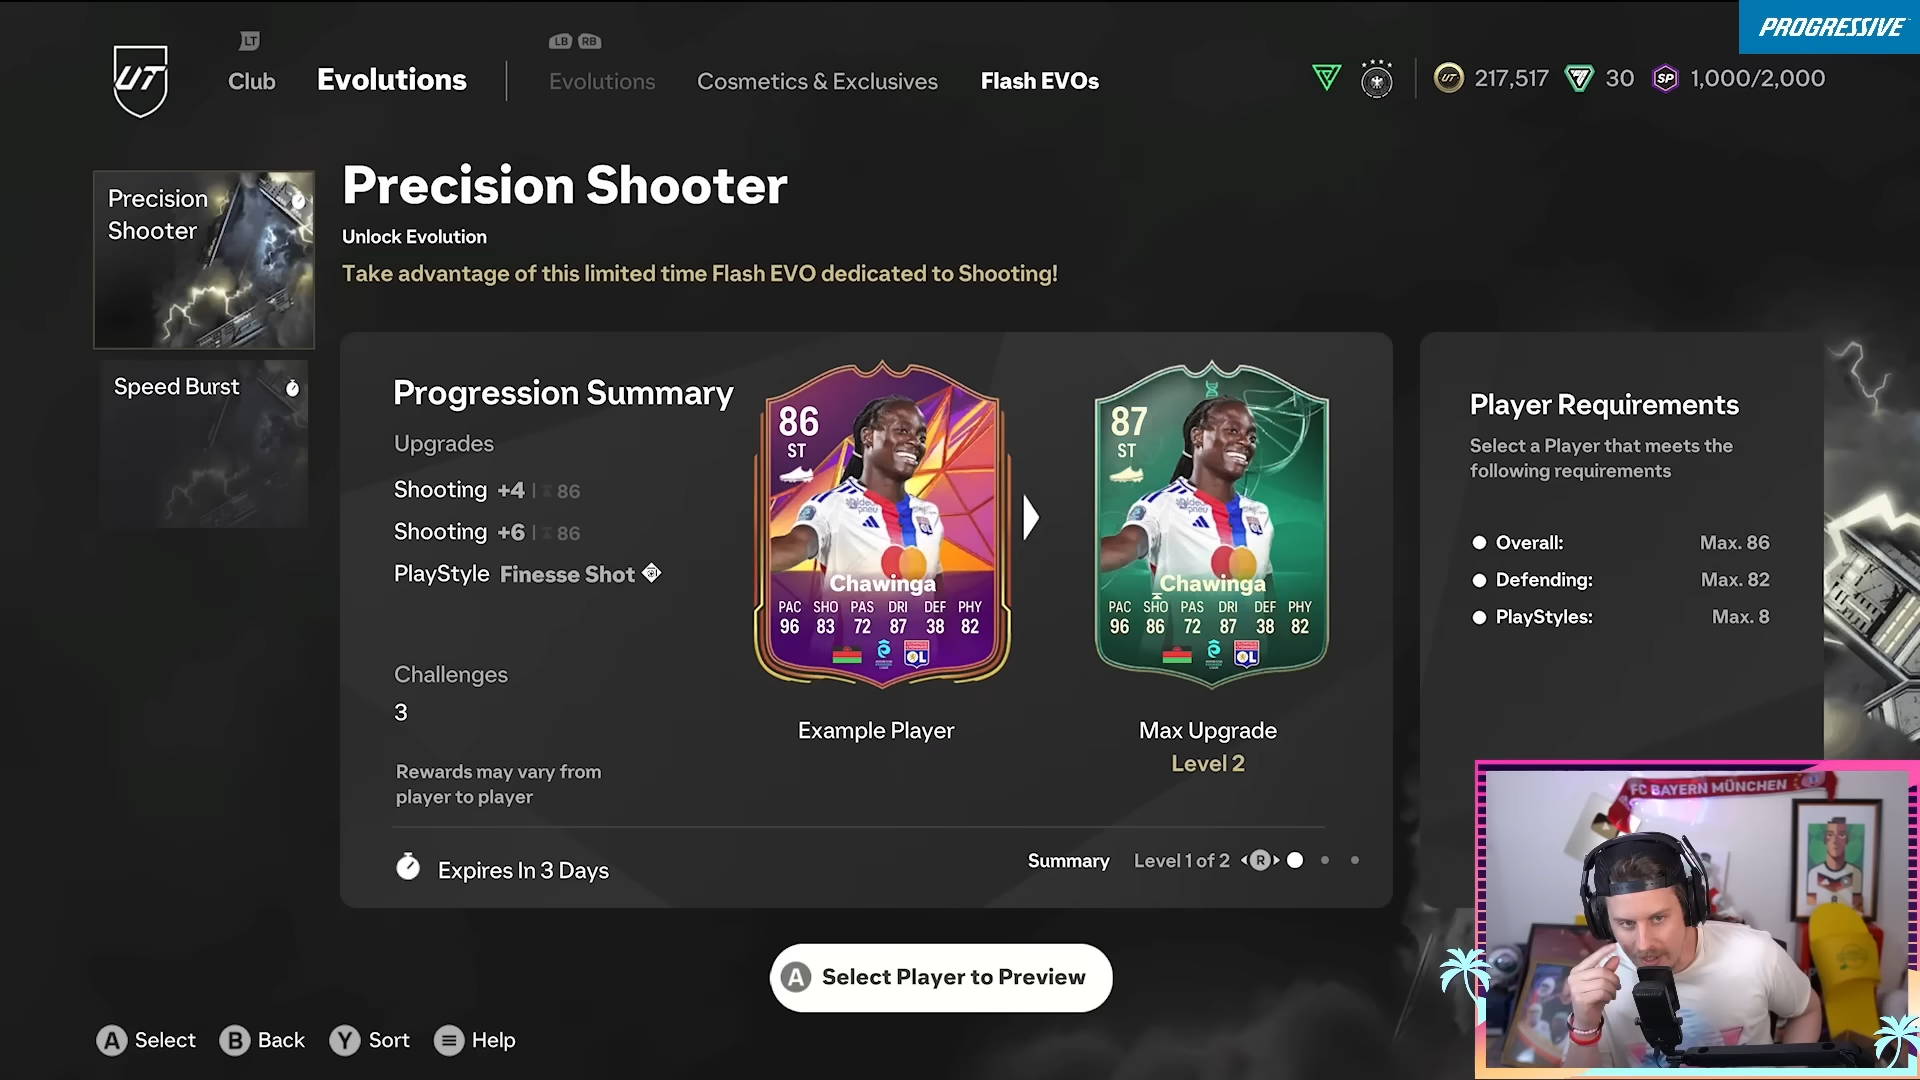 PROGRESSIVE
LT
LB RB
UT
Club
Evolutions
Evolutions
Cosmetics & Exclusives
Flash EVOs
UT
217,517
30
SP
1,000/2,000
Precision
Shooter
Speed Burst
Precision Shooter
Unlock Evolution
Take advantage of this limited time Flash EVO dedicated to Shooting!
Progression Summary
Upgrades
Shooting +4 | 86
Shooting +6 | 86
PlayStyle Finesse Shot
Challenges
3
Rewards may vary from
player to player
Expires In 3 Days
86
ST
Chawinga
PAC SHO PAS DRI DEF PHY
96 83 72 87 38 82
OL
Example Player
87
ST
Chawinga
PAC SHO PAS DRI DEF PHY
96 86 72 87 38 82
OL
Max Upgrade
Level 2
Summary
Level 1 of 2
R
Player Requirements
Select a Player that meets the
following requirements
Overall: Max. 86
Defending: Max. 82
PlayStyles: Max. 8
FC BAYERN MÜNCHEN
A Select Player to Preview
A Select
B Back
Y Sort
Help